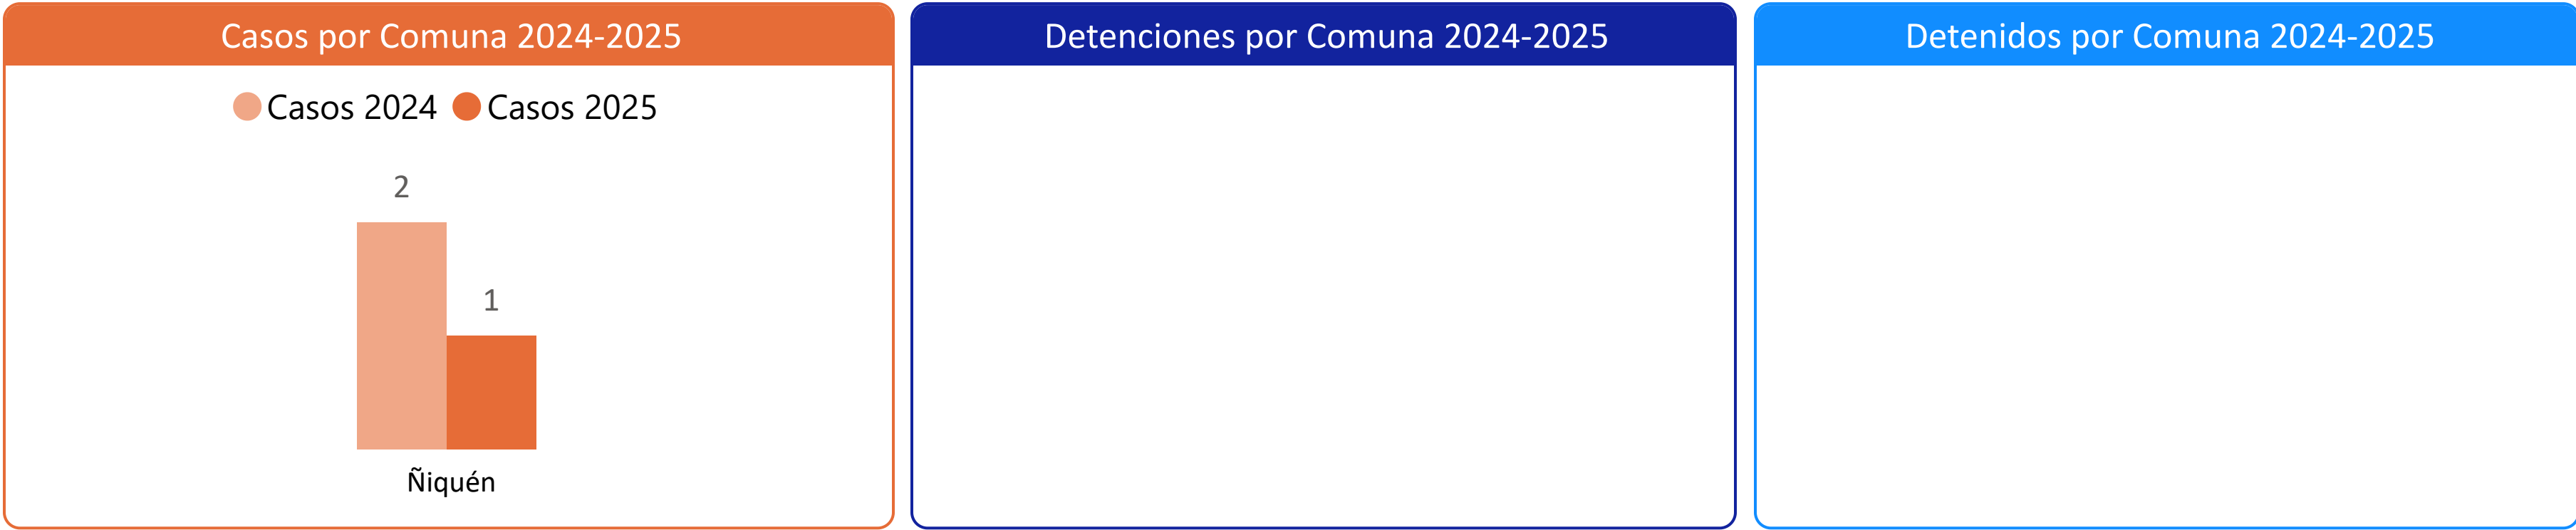 Casos por Comuna 2024-2025
Casos 2024 Casos 2025
2
1
Ñiquén
Detenciones por Comuna 2024-2025
Detenidos por Comuna 2024-2025